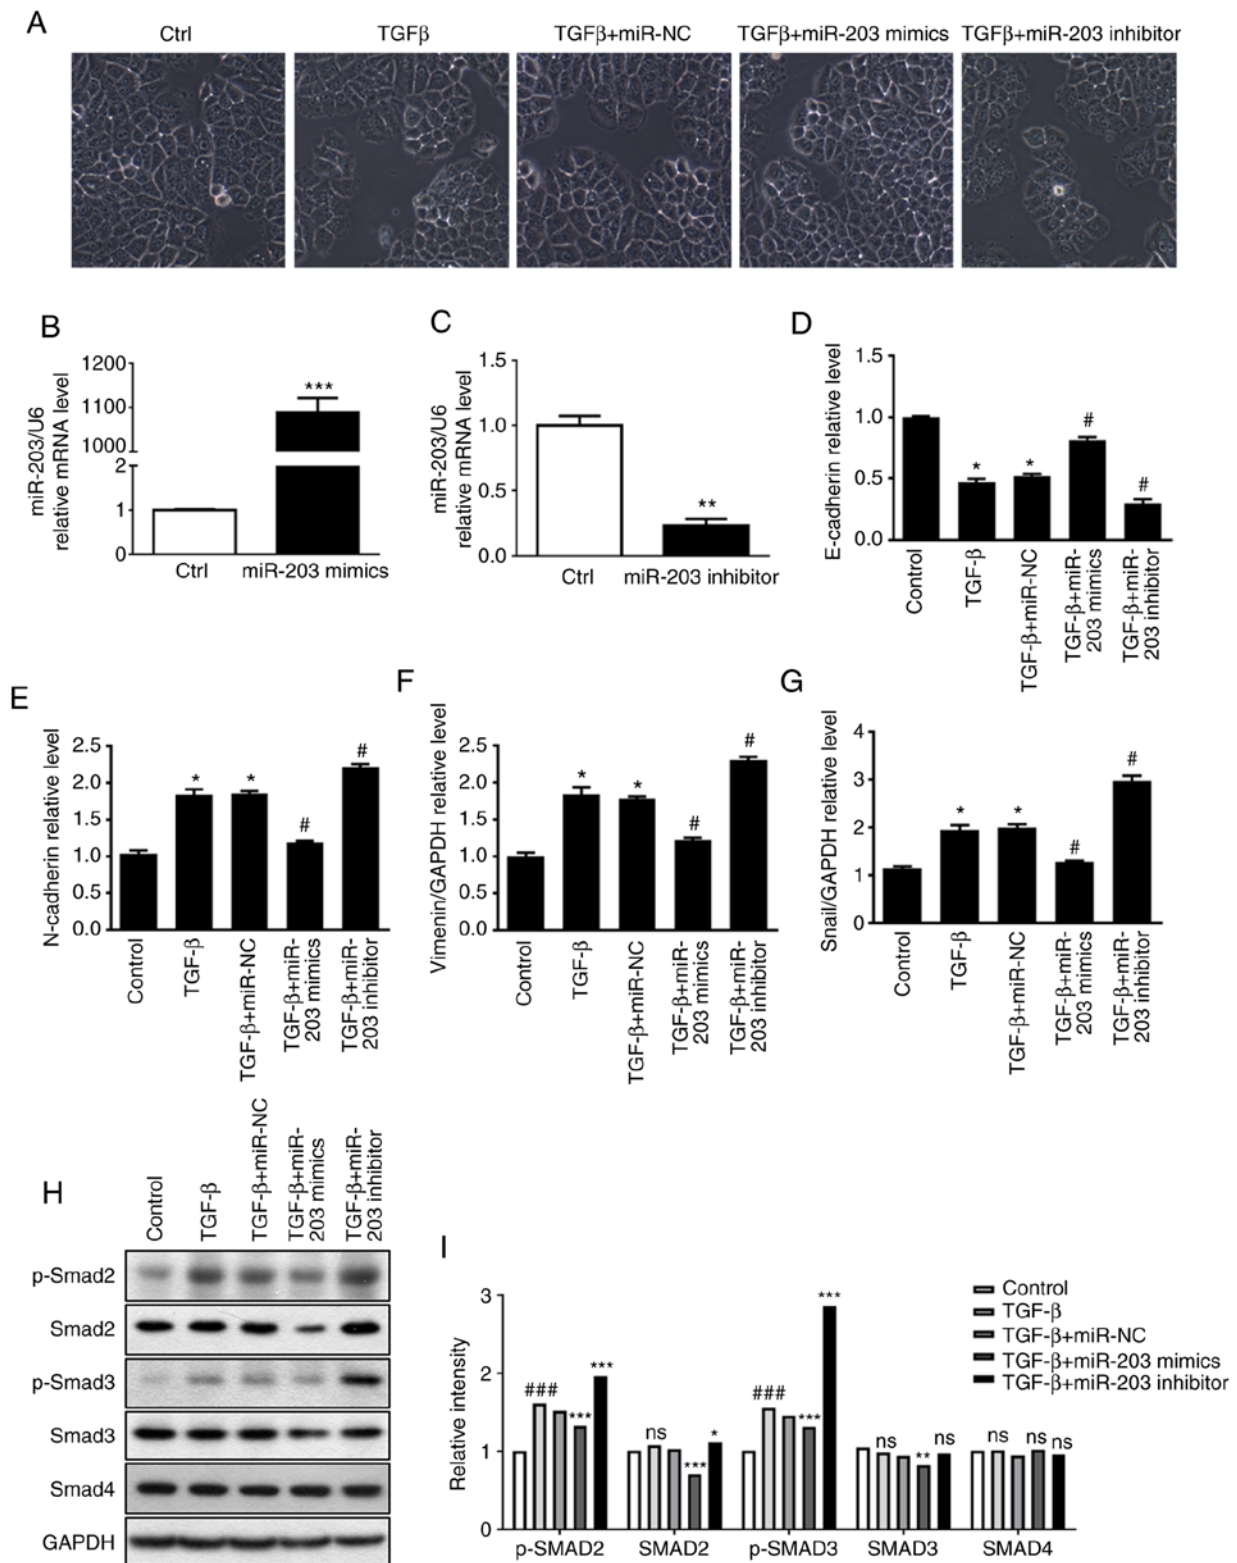 A
Ctrl
TGFβ
TGFβ+miR-NC
TGFβ+miR-203 mimics
TGFβ+miR-203 inhibitor
B
miR-203/U6
relative mRNA level
1200
1100
1000
2
1
0
***
Ctrl
miR-203 mimics
C
miR-203/U6
relative mRNA level
1.5
1.0
0.5
0.0
**
Ctrl
miR-203 inhibitor
D
E-cadherin relative level
1.5
1.0
0.5
0.0
*
*
#
#
Control
TGF-β
TGF-β+miR-NC
TGF-β+miR-
203 mimics
TGF-β+miR-
203 inhibitor
E
N-cadherin relative level
2.5
2.0
1.5
1.0
0.5
0.0
*
*
#
#
Control
TGF-β
TGF-β+miR-NC
TGF-β+miR-
203 mimics
TGF-β+miR-
203 inhibitor
F
Vimenin/GAPDH relative level
2.5
2.0
1.5
1.0
0.5
0.0
*
*
#
#
Control
TGF-β
TGF-β+miR-NC
TGF-β+miR-
203 mimics
TGF-β+miR-
203 inhibitor
G
Snail/GAPDH relative level
4
3
2
1
0
*
*
#
#
Control
TGF-β
TGF-β+miR-NC
TGF-β+miR-
203 mimics
TGF-β+miR-
203 inhibitor
H
Control
TGF-β
TGF-β+miR-NC
TGF-β+miR-
203 mimics
TGF-β+miR-
203 inhibitor
p-Smad2
Smad2
p-Smad3
Smad3
Smad4
GAPDH
I
Relative intensity
3
2
1
0
###
***
***
ns
***
*
###
***
***
ns
**
ns
ns
ns
ns
p-SMAD2
SMAD2
p-SMAD3
SMAD3
SMAD4
Control
TGF-β
TGF-β+miR-NC
TGF-β+miR-203 mimics
TGF-β+miR-203 inhibitor